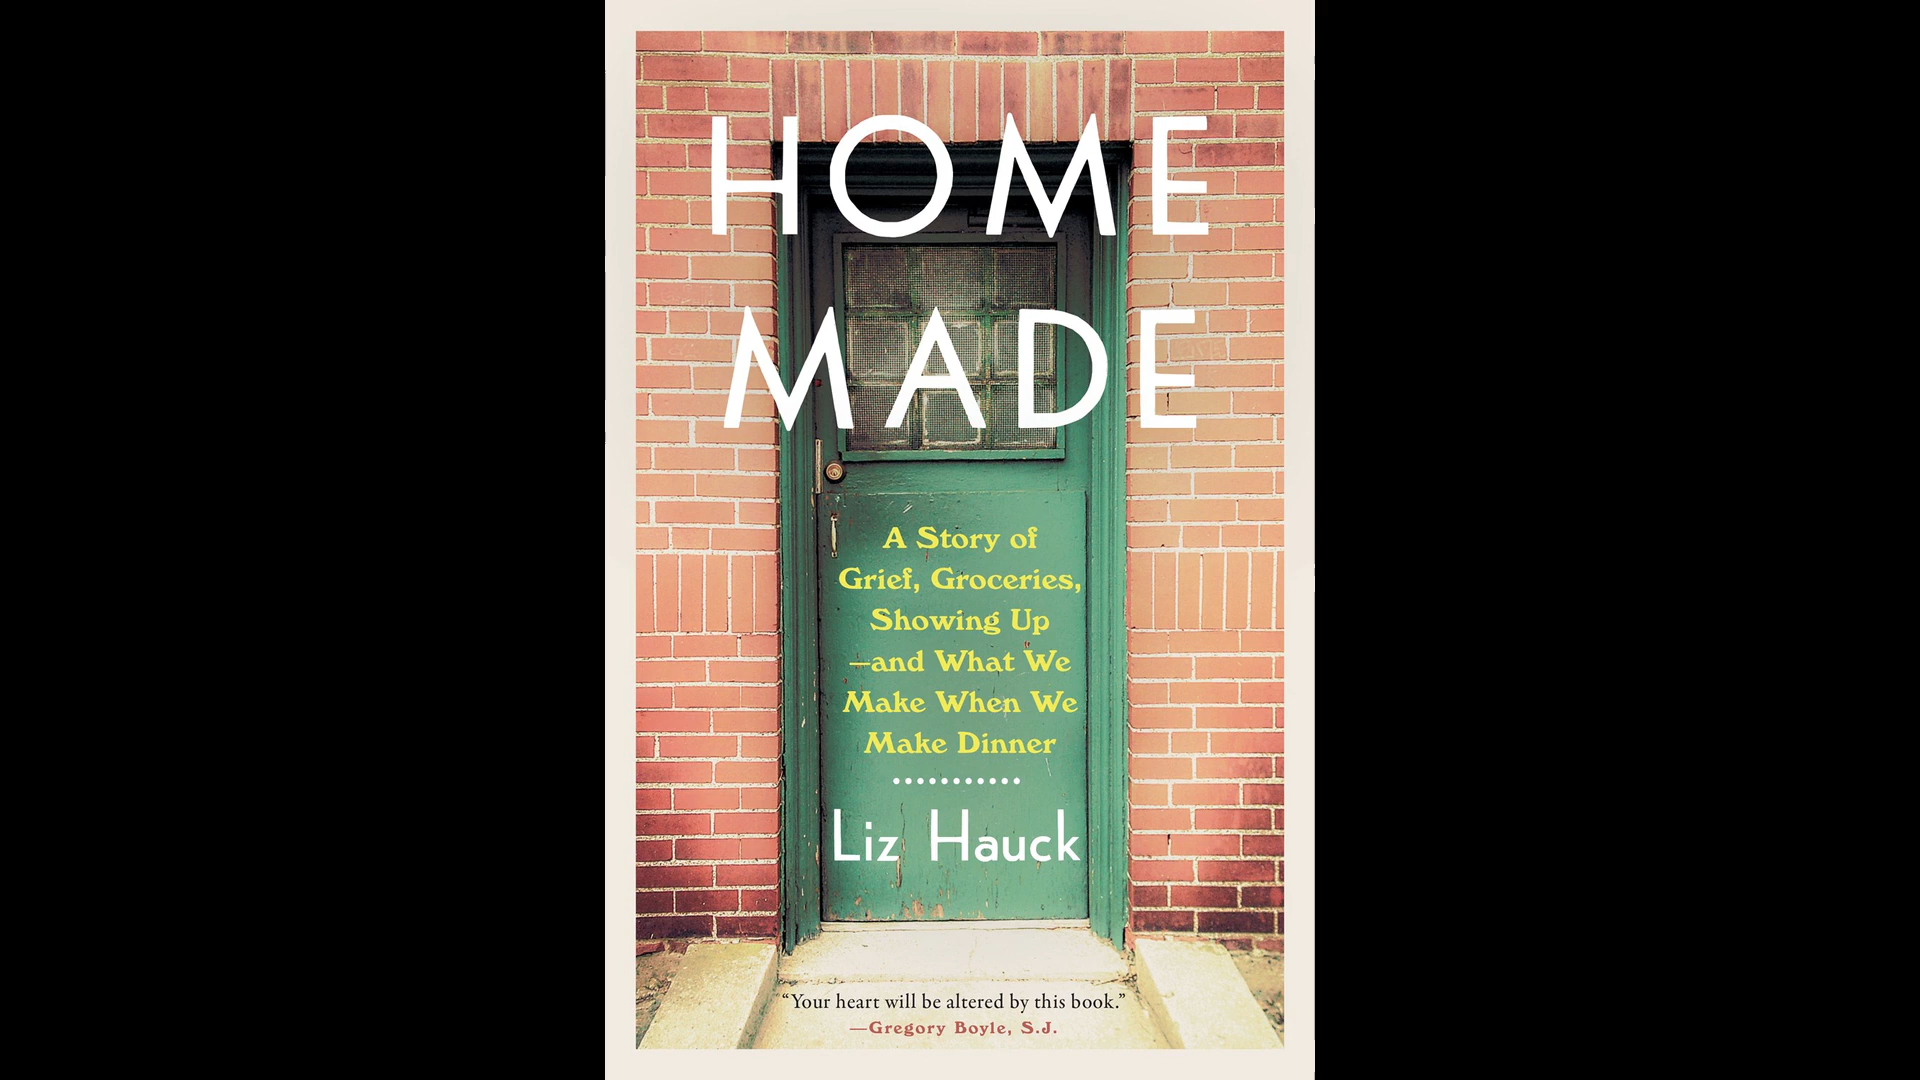 HOME
MADE
A Story of
Grief, Groceries,
Showing Up
—and What We
Make When We
Make Dinner
Liz Hauck
“Your heart will be altered by this book.”
—Gregory Boyle, S.J.